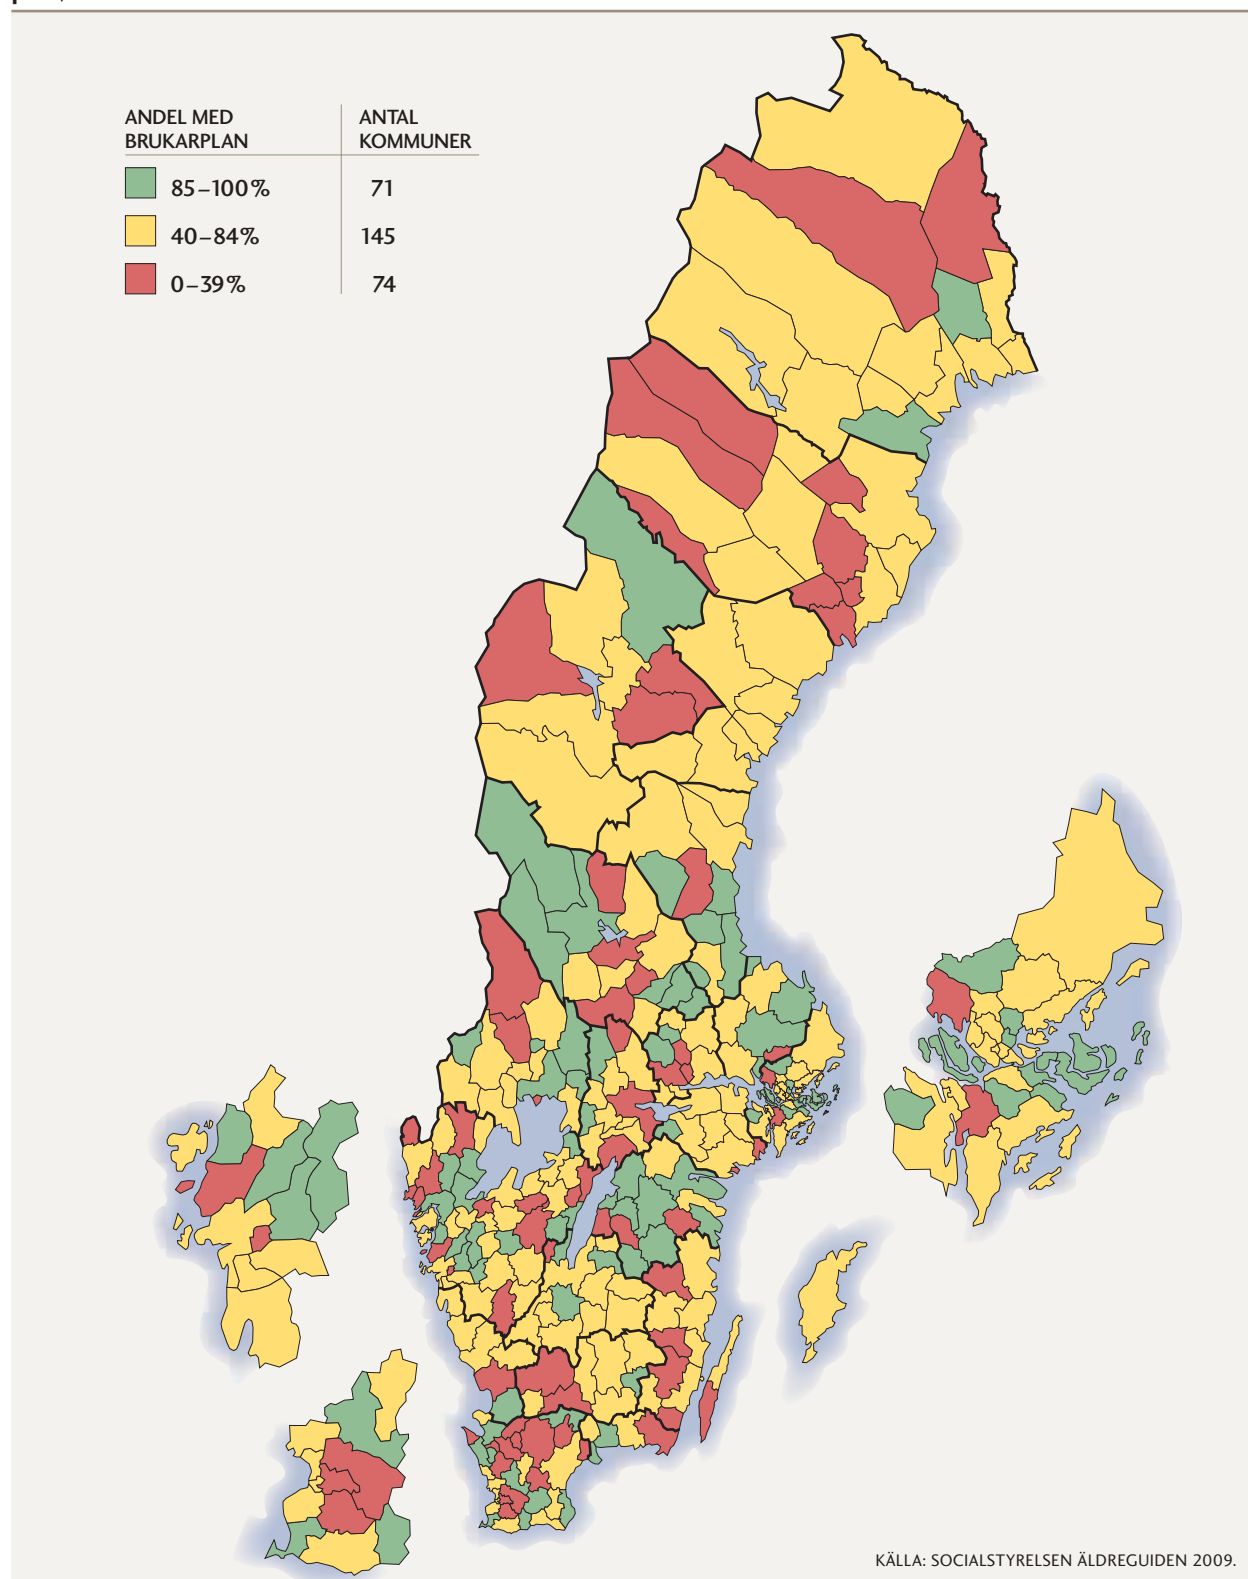 ANDEL MED
BRUKARPLAN
ANTAL
KOMMUNER
85–100% 71
40–84% 145
0–39% 74
KÄLLA: SOCIALSTYRELSEN ÄLDREGUIDEN 2009.